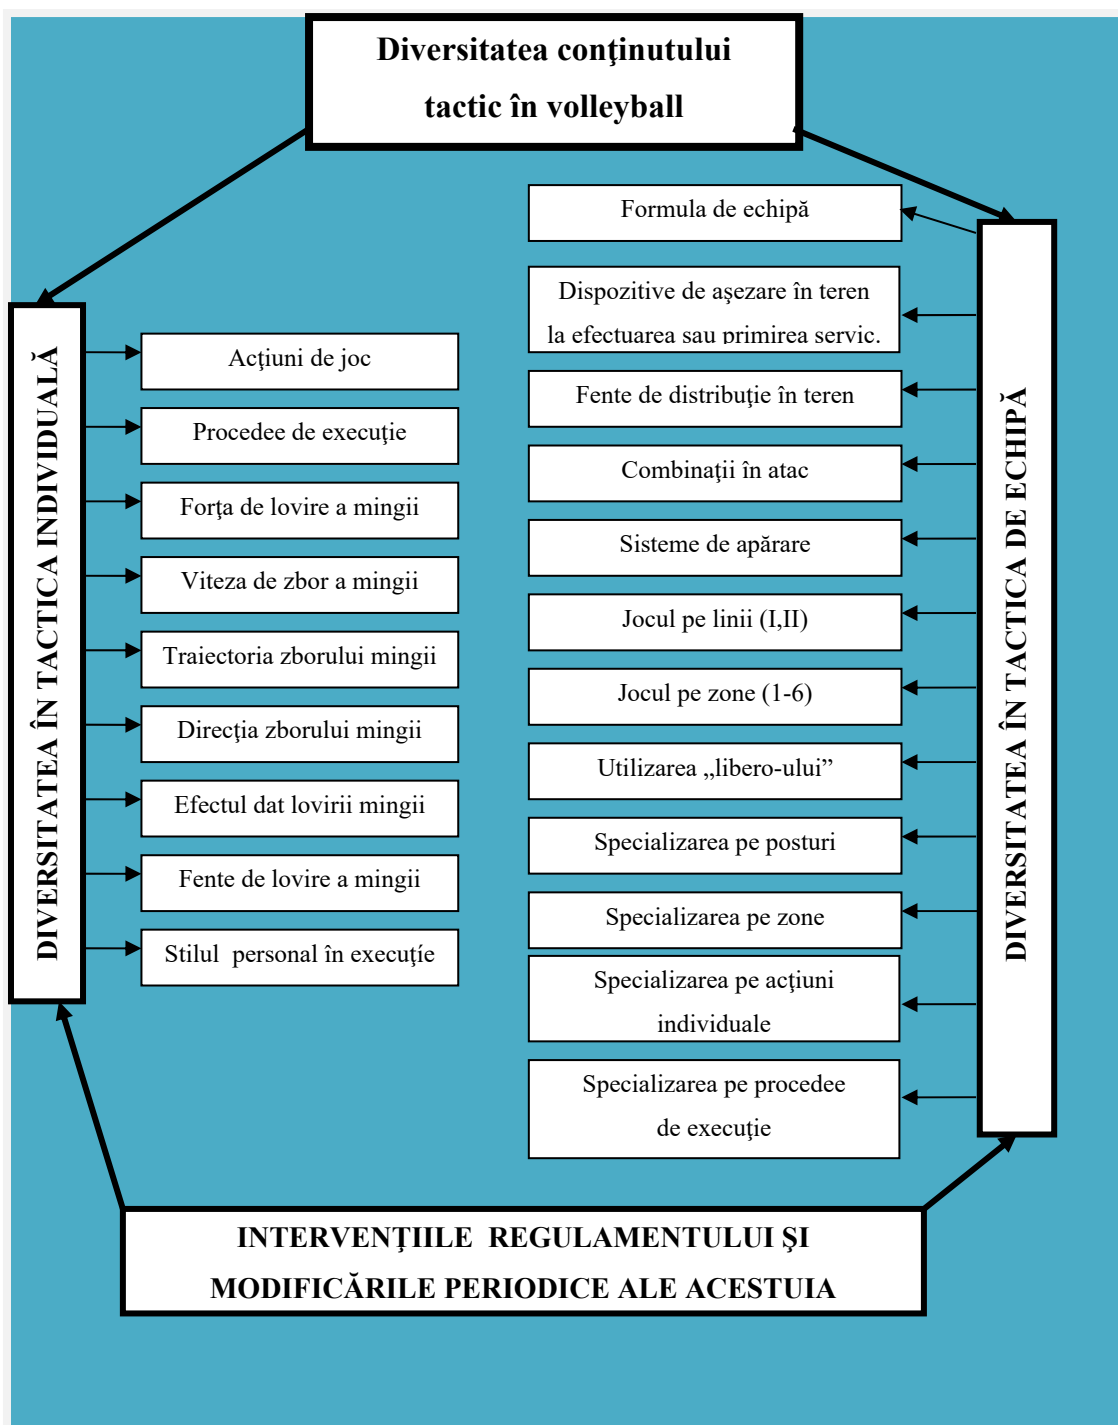 Diversitatea conţinutului
tactic în volleyball
DIVERSITATEA ÎN TACTICA INDIVIDUALĂ
Acţiuni de joc
Procedee de execuţie
Forţa de lovire a mingii
Viteza de zbor a mingii
Traiectoria zborului mingii
Direcţia zborului mingii
Efectul dat lovirii mingii
Fente de lovire a mingii
Stilul personal în execuţíe
Formula de echipă
Dispozitive de aşezare în teren
la efectuarea sau primirea servic.
Fente de distribuţie în teren
Combinaţii în atac
Sisteme de apărare
Jocul pe linii (I,II)
Jocul pe zone (1-6)
Utilizarea „libero-ului”
Specializarea pe posturi
Specializarea pe zone
Specializarea pe acţiuni
individuale
Specializarea pe procedee
de execuţie
DIVERSITATEA ÎN TACTICA DE ECHIPĂ
INTERVENŢIILE REGULAMENTULUI ŞI
MODIFICĂRILE PERIODICE ALE ACESTUIA